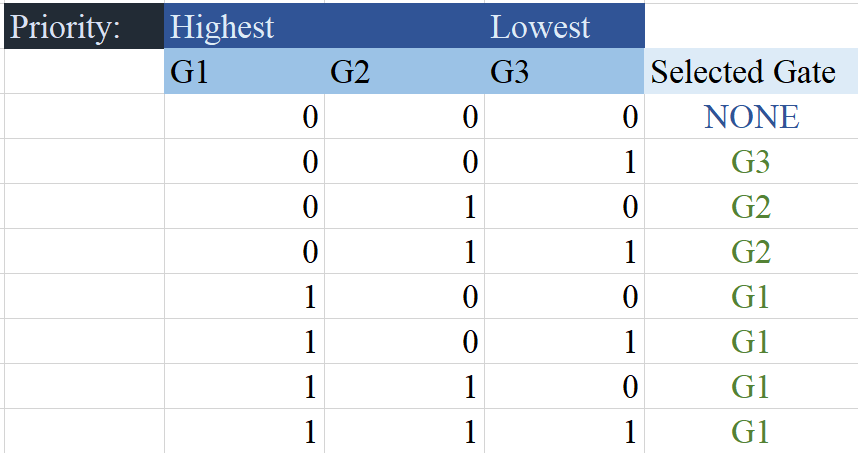 Priority: Highest Lowest
G1 G2 G3 Selected Gate
0 0 0 NONE
0 0 1 G3
0 1 0 G2
0 1 1 G2
1 0 0 G1
1 0 1 G1
1 1 0 G1
1 1 1 G1